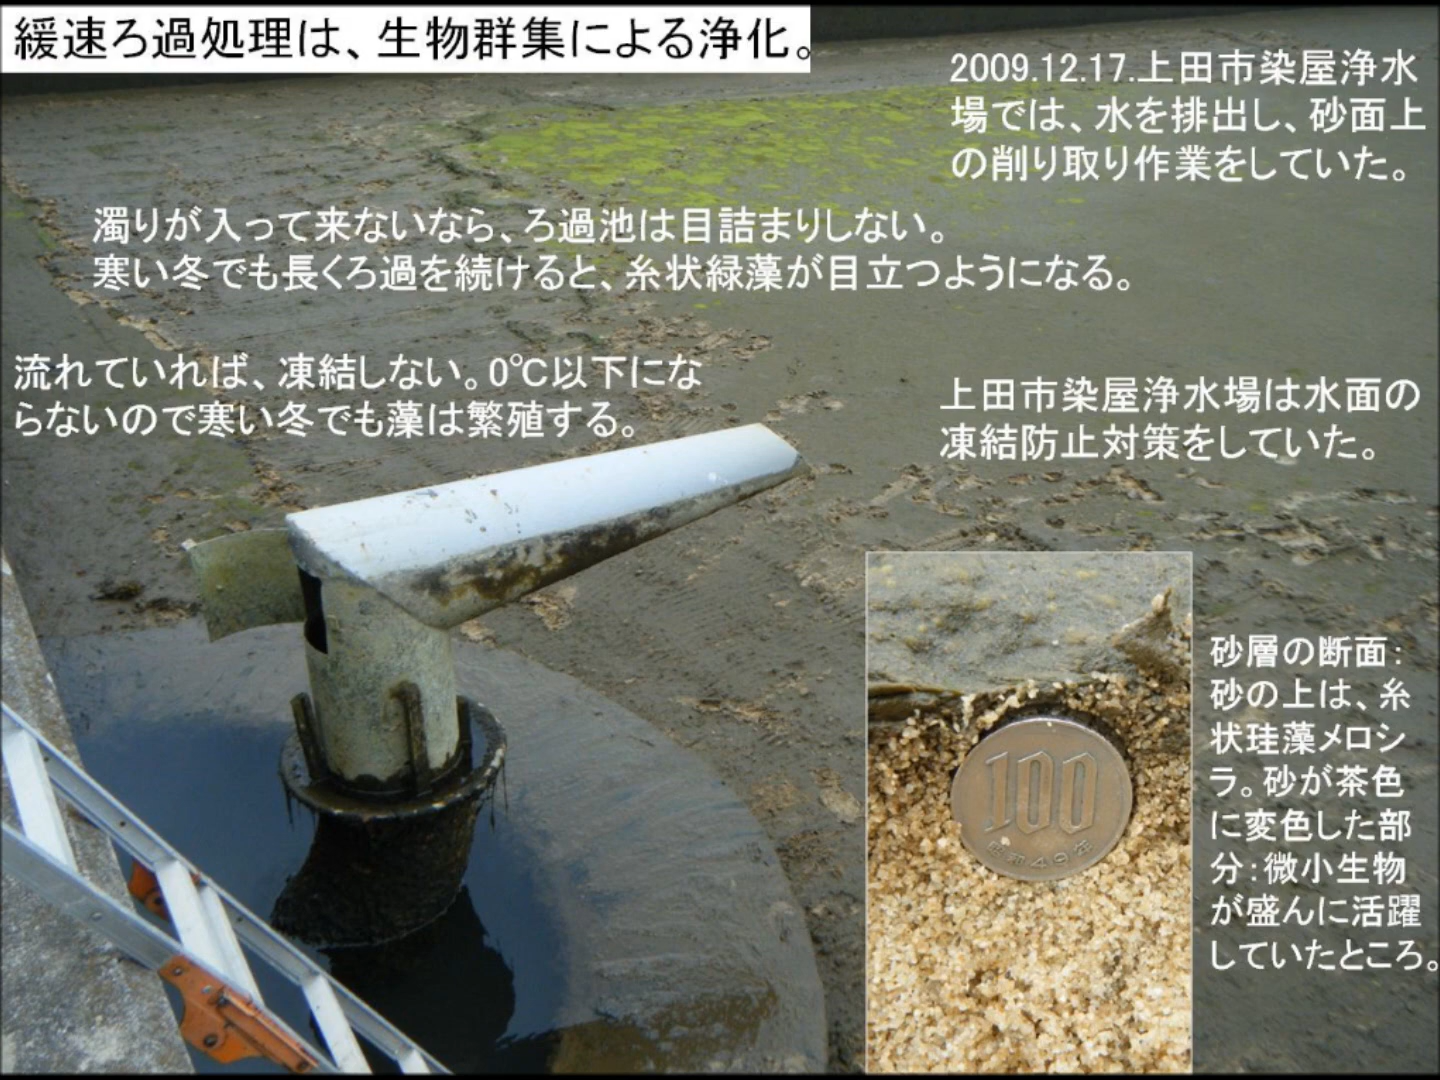 緩速ろ過処理は、生物群集による浄化。
2009.12.17.上田市染屋浄水
場では、水を排出し、砂面上
の削り取り作業をしていた。
濁りが入って来ないなら、ろ過池は目詰まりしない。
寒い冬でも長くろ過を続けると、糸状緑藻が目立つようになる。
流れていれば、凍結しない。0℃以下にな
らないので寒い冬でも藻は繁殖する。
上田市染屋浄水場は水面の
凍結防止対策をしていた。
砂層の断面:
砂の上は、糸
状珪藻メロシ
ラ。砂が茶色
に変色した部
分:微小生物
が盛んに活躍
していたところ。
100
昭和49年